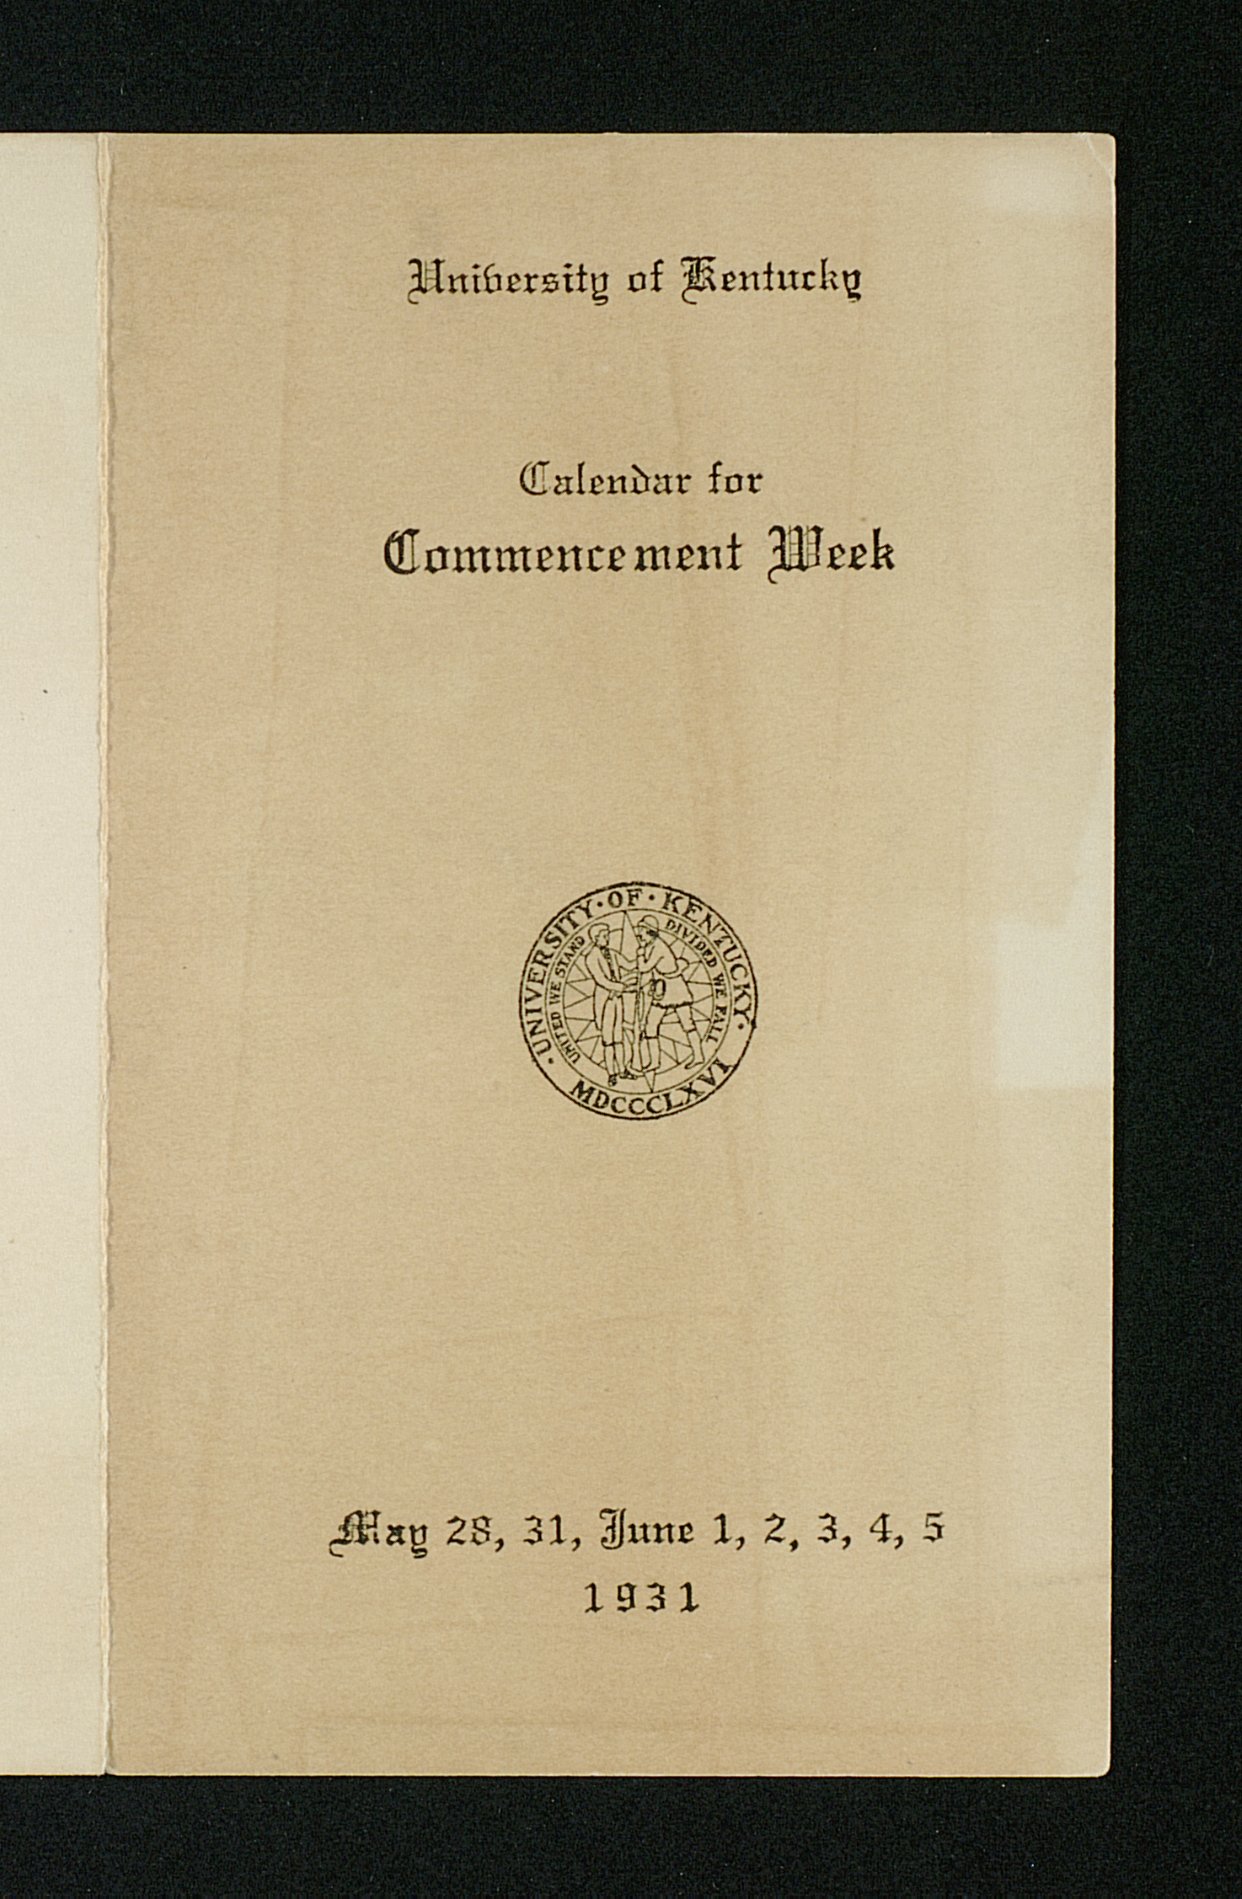 University of Kentucky
Calendar for
Commencement Week
· UNIVERSITY · OF · KENTUCKY ·
UNITED WE STAND DIVIDED WE FALL
MDCCCLXVI
May 28, 31, June 1, 2, 3, 4, 5
1931